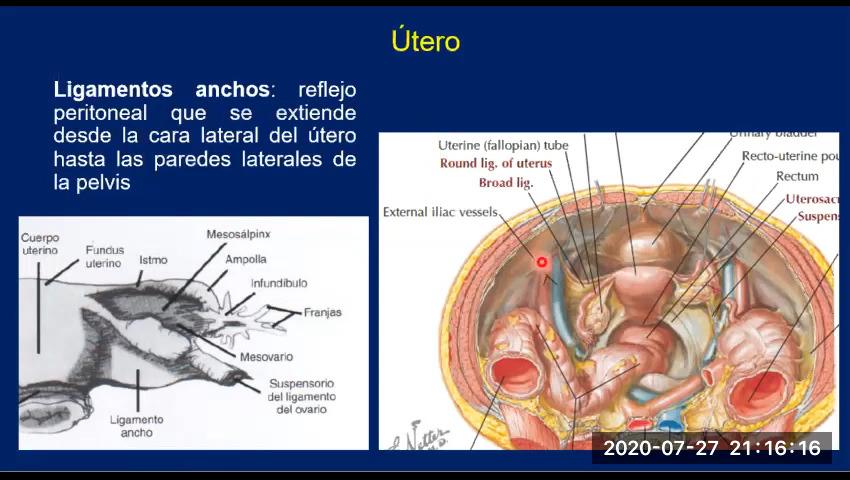 Útero
Ligamentos anchos: reflejo
peritoneal que se extiende
desde la cara lateral del útero
hasta las paredes laterales de
la pelvis
Cuerpo
uterino
Fundus
uterino
Istmo
Mesosálpinx
Ampolla
Infundíbulo
Franjas
Mesovario
Suspensorio
del ligamento
del ovario
Ligamento
ancho
Uterine (fallopian) tube
Round lig. of uterus
Broad lig.
External iliac vessels
Urinary bladder
Recto-uterine pou
Rectum
Uterosac
Suspens
F. Netter
M.D.
2020-07-27 21:16:16